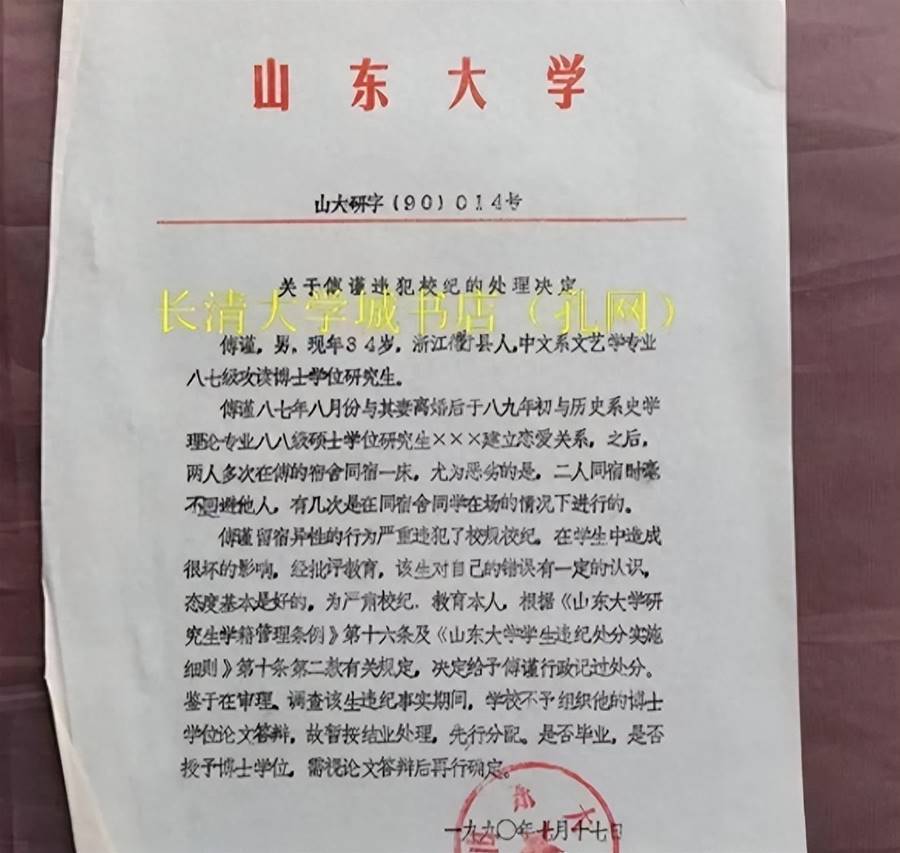 山东大学
山大研字(90)014号
关于傅谨违犯校纪的处理决定
长清大学城书店（孔网）
傅谨，男，现年34岁，浙江衢县人，中文系文艺学专业
八七级攻读博士学位研究生。
傅谨八七年八月份与其妻离婚后于八九年初与历史系史学
理论专业八八级硕士学位研究生×××建立恋爱关系，之后，
两人多次在傅的宿舍同宿一床，尤为恶劣的是，二人同宿时毫
不回避他人，有几次是在同宿舍同学在场的情况下进行的。
傅谨留宿异性的行为严重违犯了校规校纪，在学生中造成
很坏的影响，经批评教育，该生对自己的错误有一定的认识，
态度基本是好的，为严肃校纪，教育本人，根据《山东大学研
究生学籍管理条例》第十六条及《山东大学学生违纪处分实施
细则》第十条第二款有关规定，决定给予傅谨行政记过处分。
鉴于在审理、调查该生违纪事实期间，学校不予组织他的博士
学位论文答辩，故暂按结业处理，先行分配。是否毕业，是否
授予博士学位，需视论文答辩后再行确定。
一九九〇年七月十七日